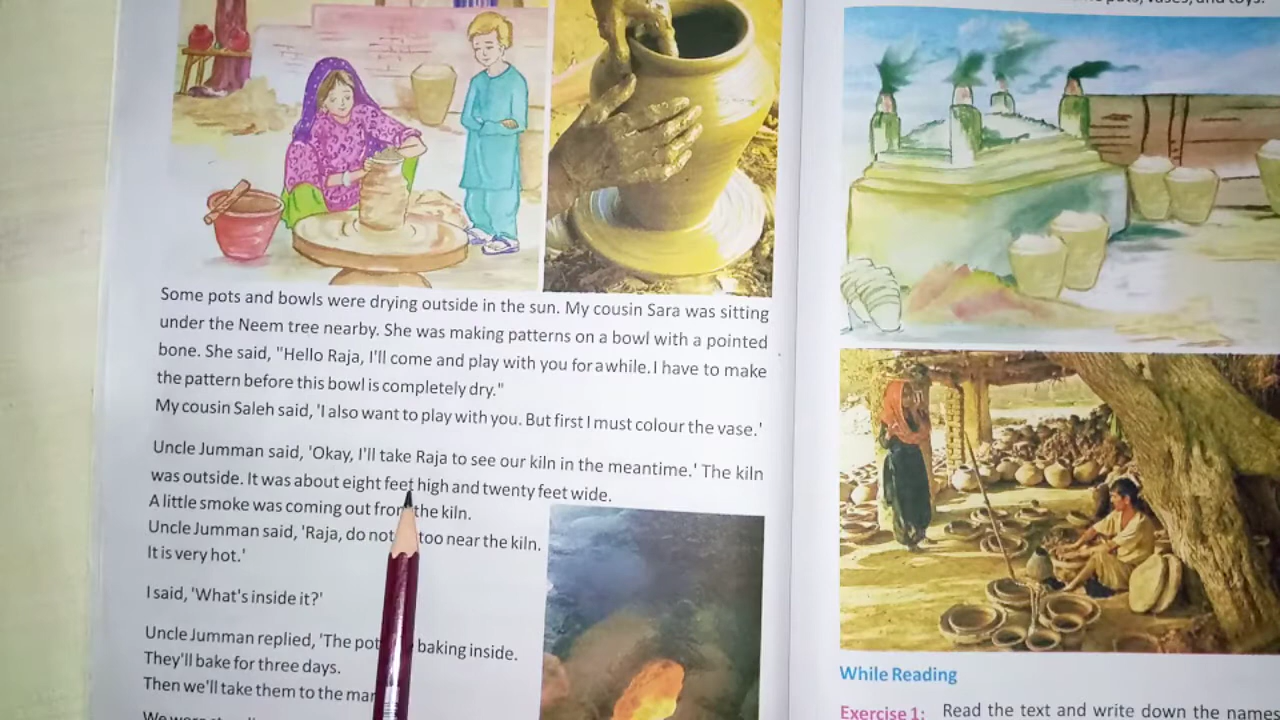 Some pots and bowls were drying outside in the sun. My cousin Sara was sitting
under the Neem tree nearby. She was making patterns on a bowl with a pointed
bone. She said, "Hello Raja, I'll come and play with you for awhile. I have to make
the pattern before this bowl is completely dry."
My cousin Saleh said, 'I also want to play with you. But first I must colour the vase.'
Uncle Jumman said, 'Okay, I'll take Raja to see our kiln in the meantime.' The kiln
was outside. It was about eight feet high and twenty feet wide.
A little smoke was coming out from the kiln.
Uncle Jumman said, 'Raja, do not too near the kiln.
It is very hot.'
I said, 'What's inside it?'
Uncle Jumman replied, 'The baking inside.
They'll bake for three days.
Then we'll take them to the
We
pots, vases, and toys.
While Reading
Exercise 1: Read the text and write down the names